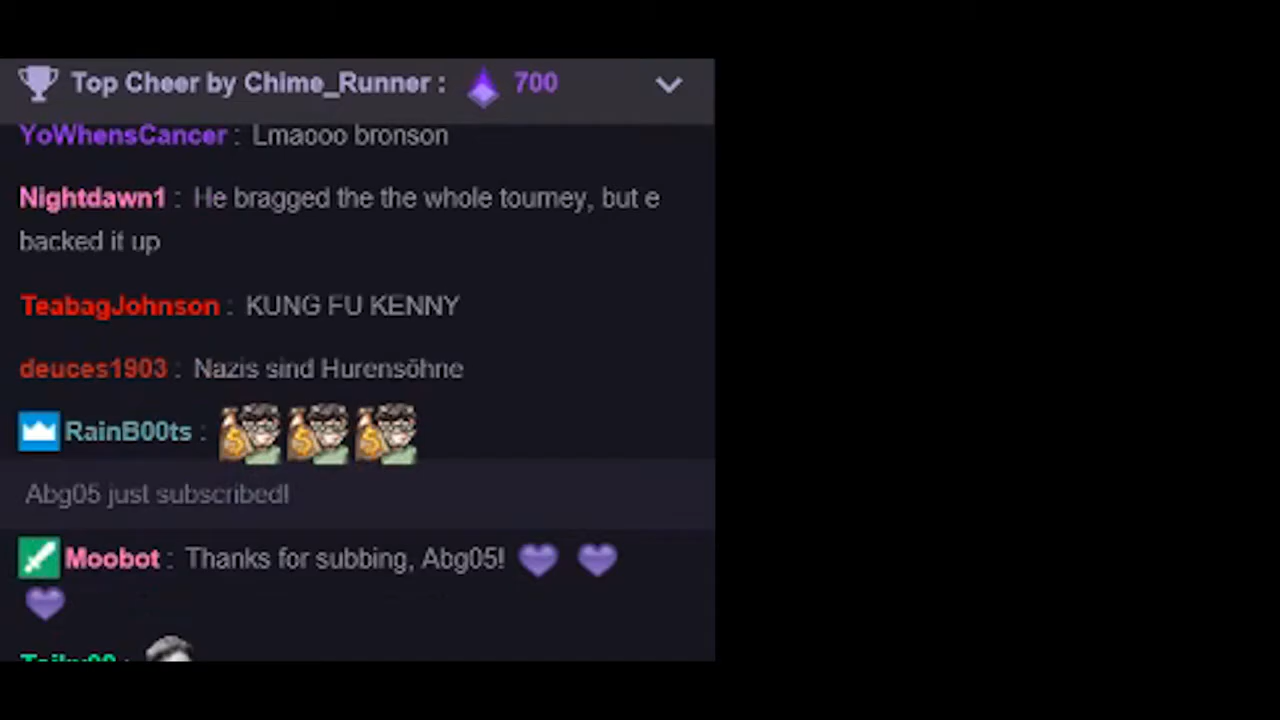 Top Cheer by Chime_Runner : 700
YoWhensCancer : Lmaooo bronson
Nightdawn1 : He bragged the the whole tourney, but e
backed it up
TeabagJohnson : KUNG FU KENNY
deuces1903 : Nazis sind Hurensöhne
RainB00ts :
Abg05 just subscribed!
Moobot : Thanks for subbing, Abg05!